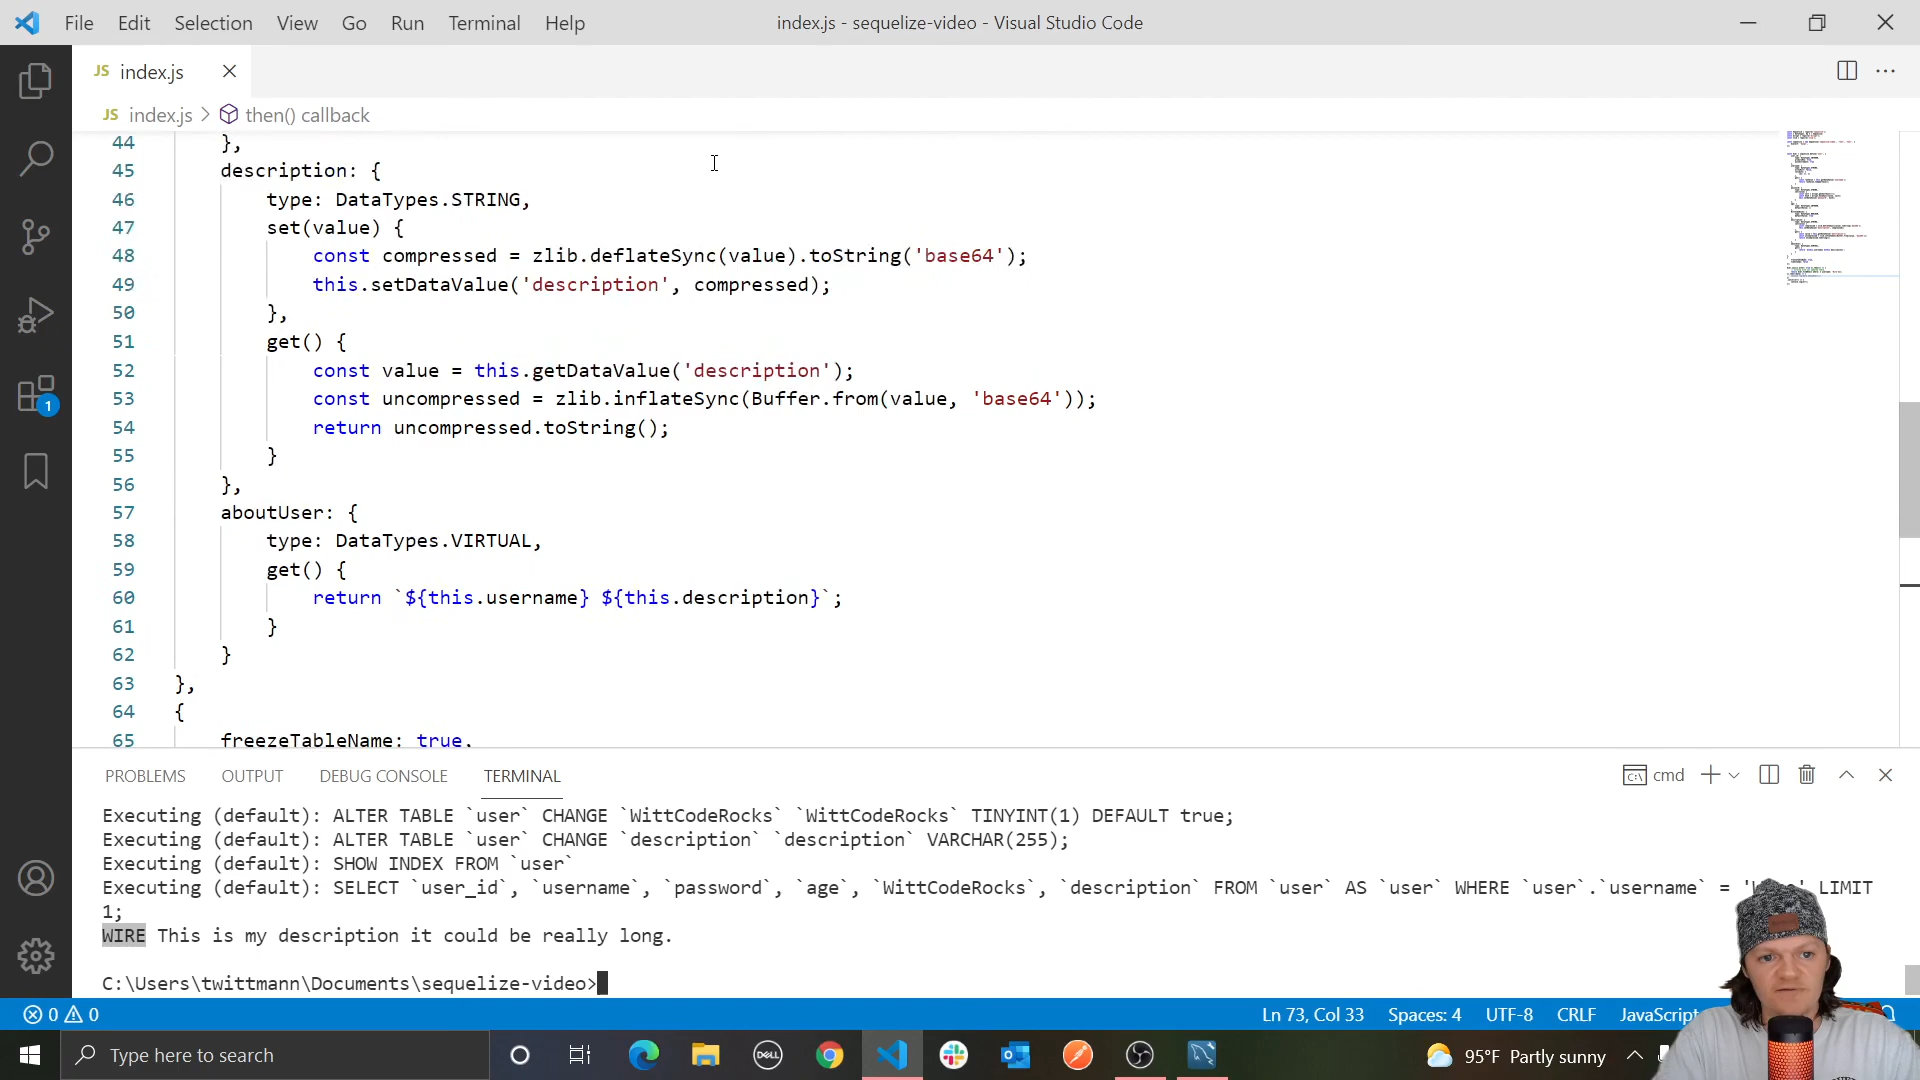 File Edit Selection View Go Run Terminal Help index.js - sequelize-video - Visual Studio Code
JS index.js
JS index.js > then() callback
44 },
45 description: {
46 type: DataTypes.STRING,
47 set(value) {
48 const compressed = zlib.deflateSync(value).toString('base64');
49 this.setDataValue('description', compressed);
50 },
51 get() {
52 const value = this.getDataValue('description');
53 const uncompressed = zlib.inflateSync(Buffer.from(value, 'base64'));
54 return uncompressed.toString();
55 }
56 },
57 aboutUser: {
58 type: DataTypes.VIRTUAL,
59 get() {
60 return `${this.username} ${this.description}`;
61 }
62 }
63 },
64 {
65 freezeTableName: true,
1
PROBLEMS OUTPUT DEBUG CONSOLE TERMINAL cmd
Executing (default): ALTER TABLE `user` CHANGE `WittCodeRocks` `WittCodeRocks` TINYINT(1) DEFAULT true;
Executing (default): ALTER TABLE `user` CHANGE `description` `description` VARCHAR(255);
Executing (default): SHOW INDEX FROM `user`
Executing (default): SELECT `user_id`, `username`, `password`, `age`, `WittCodeRocks`, `description` FROM `user` AS `user` WHERE `user`.`username` = ' LIMIT
1;
WIRE This is my description it could be really long.
C:\Users\twittmann\Documents\sequelize-video>
0 0 Ln 73, Col 33 Spaces: 4 UTF-8 CRLF JavaScript
Type here to search DELL 95°F Partly sunny